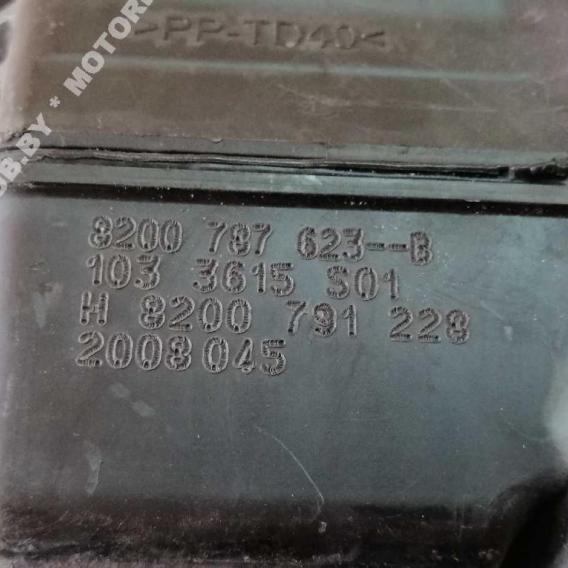 >PP-TD40<
8200 787 623--B
103 3615 S01
H 8200 791 228
2008045